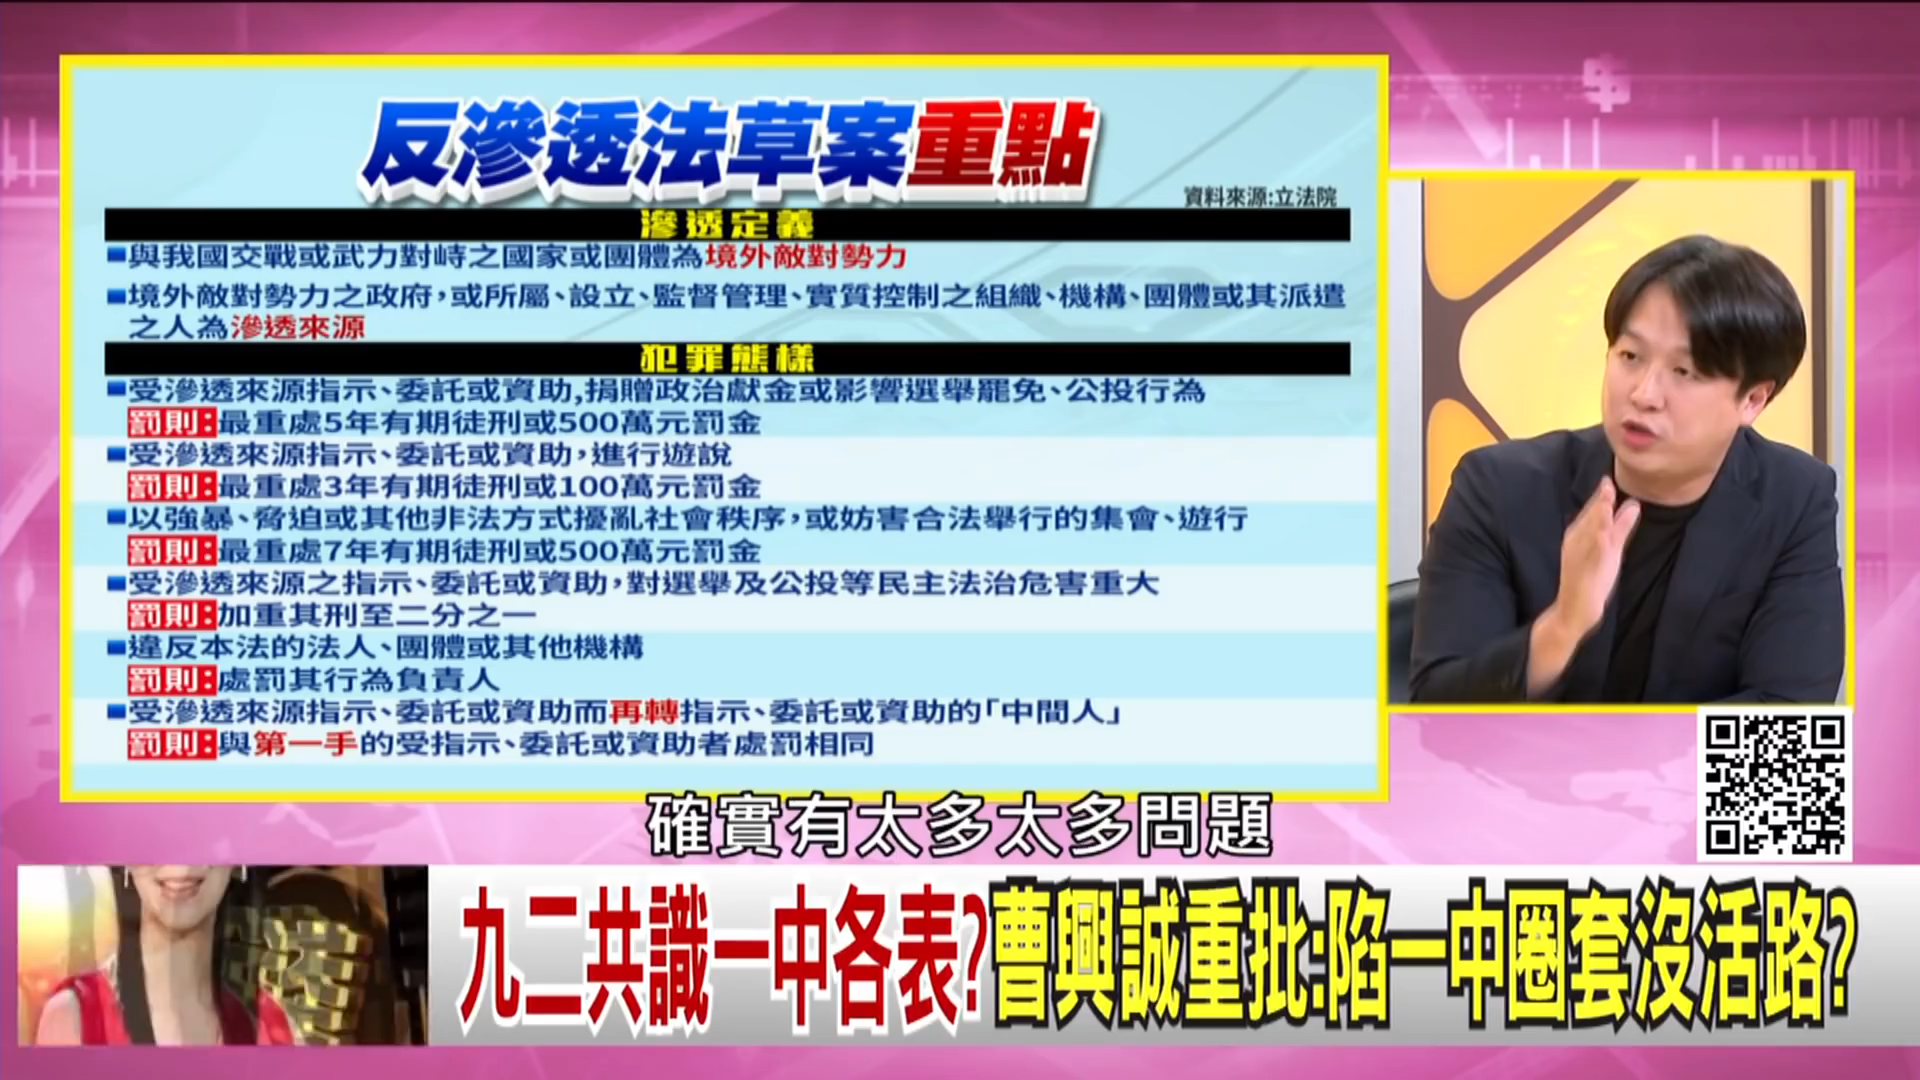 反滲透法草案重點
資料來源:立法院
滲透定義
與我國交戰或武力對峙之國家或團體為境外敵對勢力
境外敵對勢力之政府，或所屬、設立、監督管理、實質控制之組織、機構、團體或其派遣
之人為滲透來源
犯罪態樣
受滲透來源指示、委託或資助,捐贈政治獻金或影響選舉罷免、公投行為
罰則:最重處5年有期徒刑或500萬元罰金
受滲透來源指示、委託或資助，進行遊說
罰則:最重處3年有期徒刑或100萬元罰金
以強暴、脅迫或其他非法方式擾亂社會秩序，或妨害合法舉行的集會、遊行
罰則:最重處7年有期徒刑或500萬元罰金
受滲透來源之指示、委託或資助，對選舉及公投等民主法治危害重大
罰則:加重其刑至二分之一
違反本法的法人、團體或其他機構
罰則:處罰其行為負責人
受滲透來源指示、委託或資助而再轉指示、委託或資助的「中間人」
罰則:與第一手的受指示、委託或資助者處罰相同
確實有太多太多問題
九二共識一中各表?曹興誠重批:陷一中圈套沒活路?